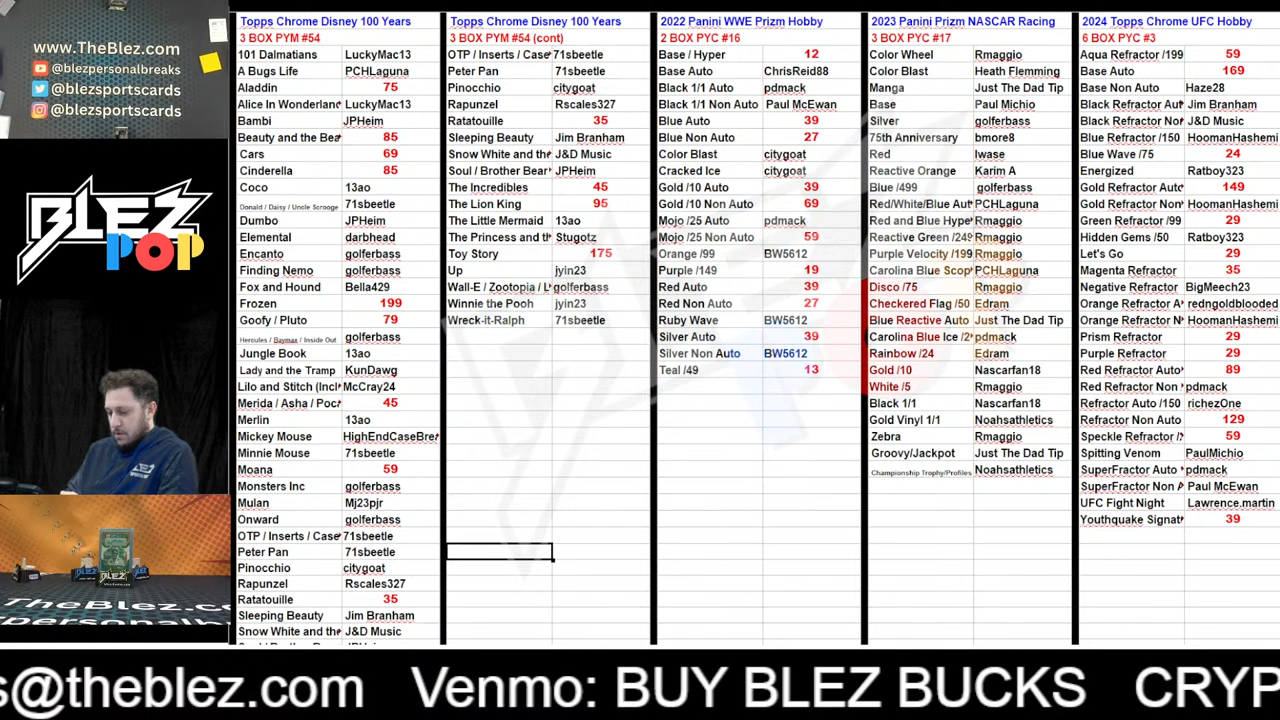 www.TheBlez.com
@blezpersonalbreaks
@blezsportscards
BLEZ
POP
BLEZ
TheBlez.co
Topps Chrome Disney 100 Years
3 BOX PYM #54
101 Dalmatians LuckyMac13
A Bugs Life PCHLaguna
Aladdin 75
Alice In Wonderlan LuckyMac13
Bambi JPHeim
Beauty and the Bea 85
Cars 69
Cinderella 85
Coco 13ao
Donald / Daisy / Uncle Scrooge 71sbeetle
Dumbo JPHeim
Elemental darbhead
Encanto golferbass
Finding Nemo golferbass
Fox and Hound Bella429
Frozen 199
Goofy / Pluto 79
Hercules / Baymax / Inside Out golferbass
Jungle Book 13ao
Lady and the Tramp KunDawg
Lilo and Stitch (Incl McCray24
Merida / Asha / Poc 45
Merlin 13ao
Mickey Mouse HighEndCaseBre
Minnie Mouse 71sbeetle
Moana 59
Monsters Inc golferbass
Mulan Mj23pjr
Onward golferbass
OTP / Inserts / Case 71sbeetle
Peter Pan 71sbeetle
Pinocchio citygoat
Rapunzel Rscales327
Ratatouille 35
Sleeping Beauty Jim Branham
Snow White and the J&D Music
Topps Chrome Disney 100 Years
3 BOX PYM #54 (cont)
OTP / Inserts / Case 71sbeetle
Peter Pan 71sbeetle
Pinocchio citygoat
Rapunzel Rscales327
Ratatouille 35
Sleeping Beauty Jim Branham
Snow White and the J&D Music
Soul / Brother Bear JPHeim
The Incredibles 45
The Lion King 95
The Little Mermaid 13ao
The Princess and th Stugotz
Toy Story 175
Up jyin23
Wall-E / Zootopia / L golferbass
Winnie the Pooh jyin23
Wreck-it-Ralph 71sbeetle
2022 Panini WWE Prizm Hobby
2 BOX PYC #16
Base / Hyper 12
Base Auto ChrisReid88
Black 1/1 Auto pdmack
Black 1/1 Non Auto Paul McEwan
Blue Auto 39
Blue Non Auto 27
Color Blast citygoat
Cracked Ice citygoat
Gold /10 Auto 39
Gold /10 Non Auto 69
Mojo /25 Auto pdmack
Mojo /25 Non Auto 59
Orange /99 BW5612
Purple /149 19
Red Auto 39
Red Non Auto 27
Ruby Wave BW5612
Silver Auto 39
Silver Non Auto BW5612
Teal /49 13
2023 Panini Prizm NASCAR Racing
3 BOX PYC #17
Color Wheel Rmaggio
Color Blast Heath Flemming
Manga Just The Dad Tip
Base Paul Michio
Silver golferbass
75th Anniversary bmore8
Red Iwase
Reactive Orange Karim A
Blue /499 golferbass
Red/White/Blue Aut PCHLaguna
Red and Blue Hype Rmaggio
Reactive Green /249 Rmaggio
Purple Velocity /199 Rmaggio
Carolina Blue Scop PCHLaguna
Disco /75 Rmaggio
Checkered Flag /50 Edram
Blue Reactive Auto Just The Dad Tip
Carolina Blue Ice /2 pdmack
Rainbow /24 Edram
Gold /10 Nascarfan18
White /5 Rmaggio
Black 1/1 Nascarfan18
Gold Vinyl 1/1 Noahsathletics
Zebra Rmaggio
Groovy/Jackpot Just The Dad Tip
Championship Trophy/Profiles Noahsathletics
2024 Topps Chrome UFC Hobby
6 BOX PYC #3
Aqua Refractor /199 59
Base Auto 169
Base Non Auto Haze28
Black Refractor Aut Jim Branham
Black Refractor No J&D Music
Blue Refractor /150 HoomanHashemi
Blue Wave /75 24
Energized Ratboy323
Gold Refractor Aut 149
Gold Refractor Non HoomanHashemi
Green Refractor /99 29
Hidden Gems /50 Ratboy323
Let's Go 29
Magenta Refractor 35
Negative Refractor BigMeech23
Orange Refractor A redngoldblooded
Orange Refractor N HoomanHashemi
Prism Refractor 29
Purple Refractor 29
Red Refractor Auto 89
Red Refractor Non pdmack
Refractor Auto /150 richezOne
Refractor Non Auto 129
Speckle Refractor / 59
Spitting Venom PaulMichio
SuperFractor Auto pdmack
SuperFractor Non A Paul McEwan
UFC Fight Night Lawrence.martin
Youthquake Signat 39
s@theblez.com Venmo: BUY BLEZ BUCKS CRYP